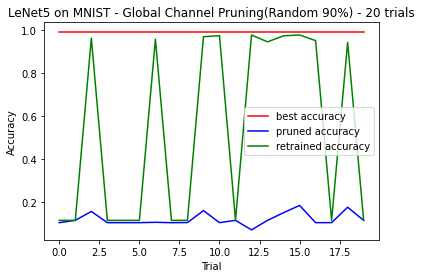 LeNet5 on MNIST - Global Channel Pruning(Random 90%) - 20 trials
1.0
0.8
0.6
0.4
0.2
Accuracy
best accuracy
pruned accuracy
retrained accuracy
0.0 2.5 5.0 7.5 10.0 12.5 15.0 17.5
Trial